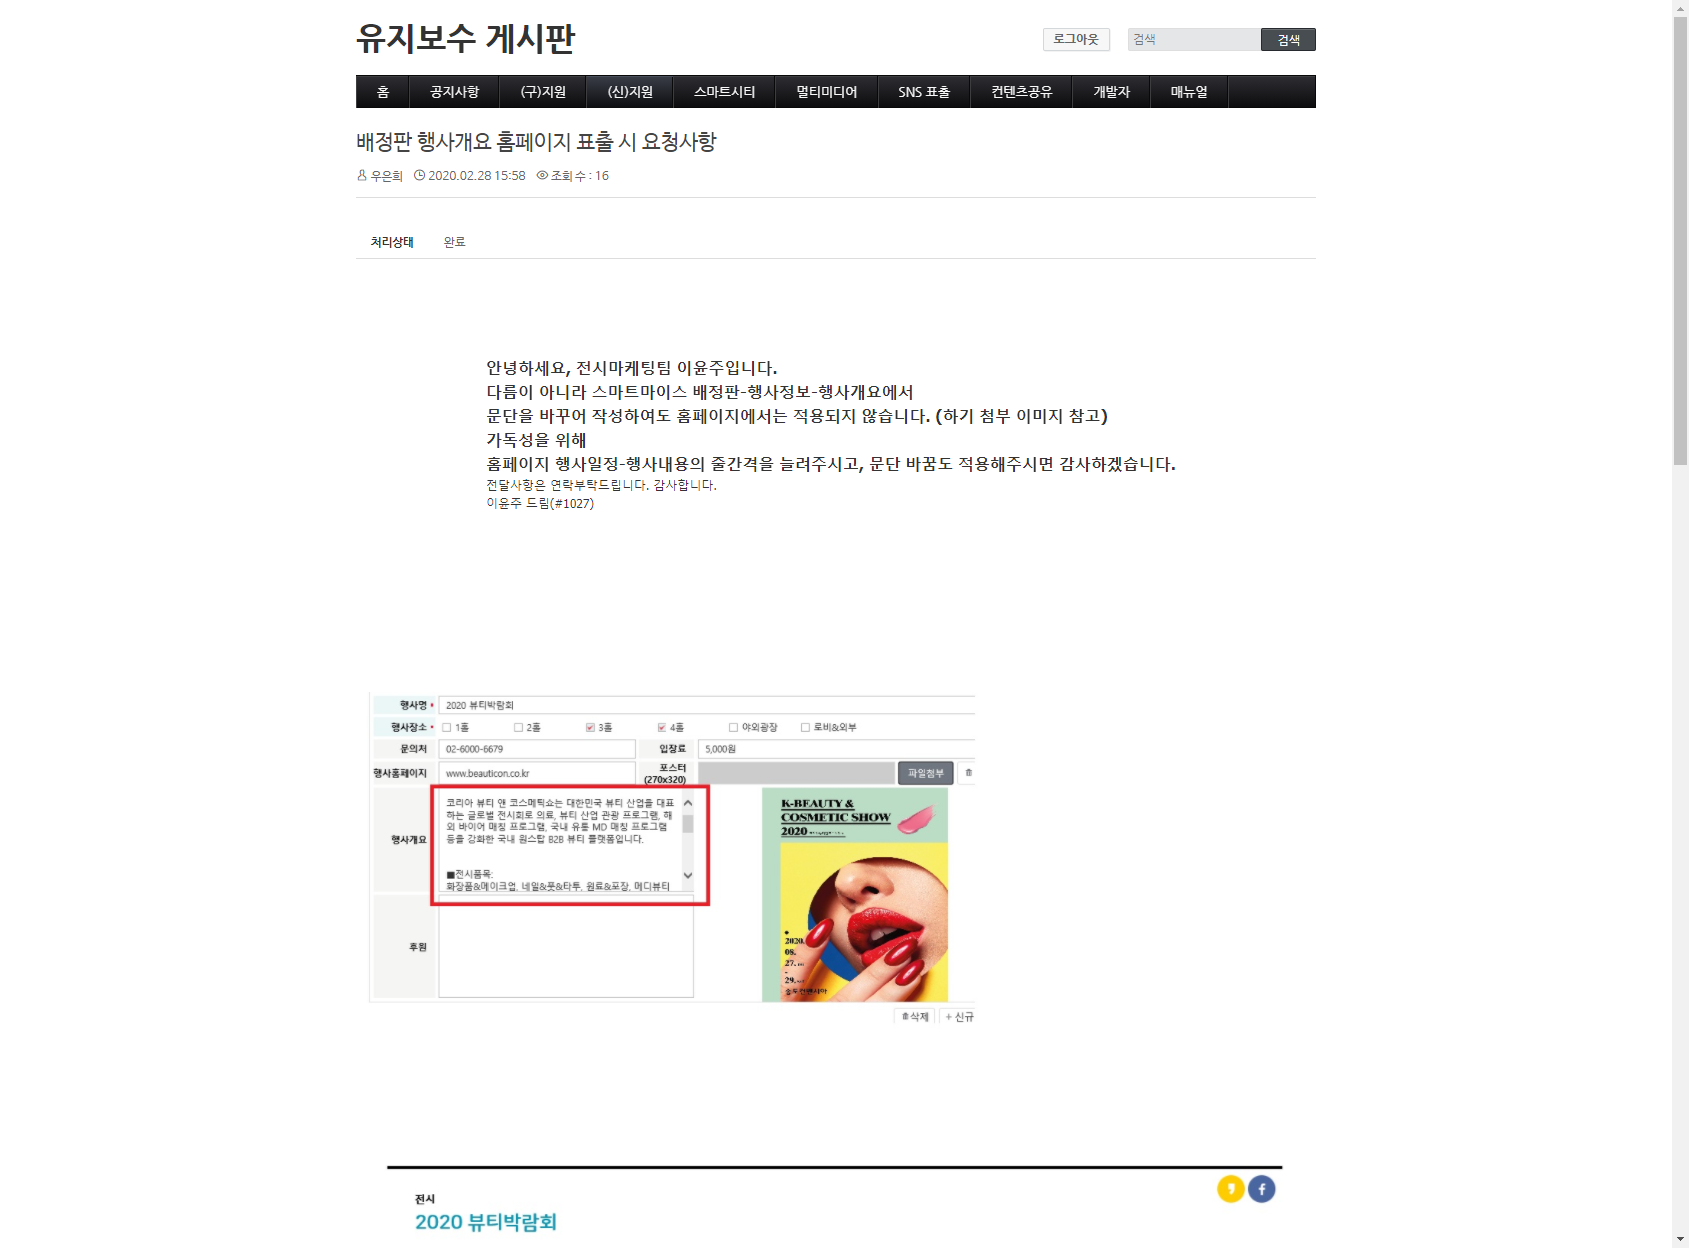 유지보수 게시판
로그아웃
검색
검색
홈
공지사항
(구)지원
(신)지원
스마트시티
멀티미디어
SNS 표출
컨텐츠공유
개발자
매뉴얼
배정판 행사개요 홈페이지 표출 시 요청사항
우은희 2020.02.28 15:58 조회 수 : 16
처리상태 완료
안녕하세요, 전시마케팅팀 이윤주입니다.
다름이 아니라 스마트마이스 배정판-행사정보-행사개요에서
문단을 바꾸어 작성하여도 홈페이지에서는 적용되지 않습니다. (하기 첨부 이미지 참고)
가독성을 위해
홈페이지 행사일정-행사내용의 줄간격을 늘려주시고, 문단 바꿈도 적용해주시면 감사하겠습니다.
전달사항은 연락부탁드립니다. 감사합니다.
이윤주 드림(#1027)
행사명 • 2020 뷰티박람회
행사장소 • 1홀 2홀 3홀 4홀 야외광장 로비&외부
문의처 02-6000-6679 입장료 5,000원
행사홈페이지 www.beauticon.co.kr 포스터
(270x320)
파일첨부
행사개요
코리아 뷰티 앤 코스메틱쇼는 대한민국 뷰티 산업을 대표
하는 글로벌 전시회로 의료, 뷰티 산업 관광 프로그램, 해
외 바이어 매칭 프로그램, 국내 유통 MD 매칭 프로그램
등을 강화한 국내 원스탑 B2B 뷰티 플랫폼입니다.
■전시품목:
화장품&메이크업, 네일&풋&타투, 원료&포장, 메디뷰티
후원
K-BEAUTY &
COSMETIC SHOW
2020
2020.
08.
27.
-
29.
송도컨벤시아
삭제
+ 신규
전시
2020 뷰티박람회